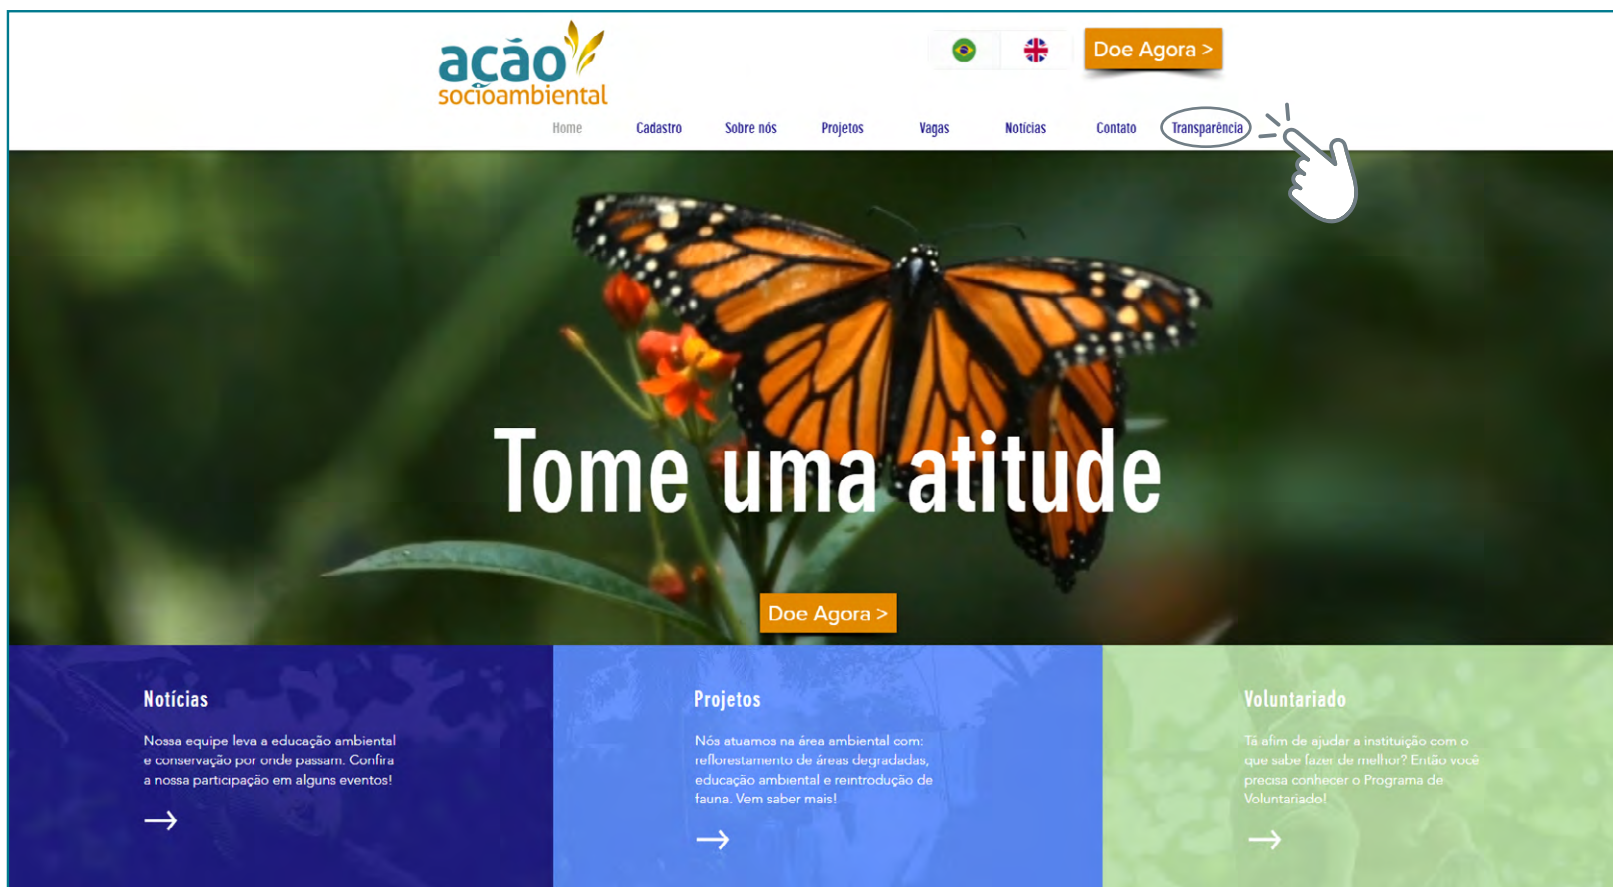 ação
socioambiental
Doe Agora >
Home Cadastro Sobre nós Projetos Vagas Notícias Contato Transparência
Tome uma atitude
Doe Agora >
Notícias
Nossa equipe leva a educação ambiental
e conservação por onde passam. Confira
a nossa participação em alguns eventos!
Projetos
Nós atuamos na área ambiental com:
reflorestamento de áreas degradadas,
educação ambiental e reintrodução de
fauna. Vem saber mais!
Voluntariado
Tá afim de ajudar a instituição com o
que sabe fazer de melhor? Então você
precisa conhecer o Programa de
Voluntariado!